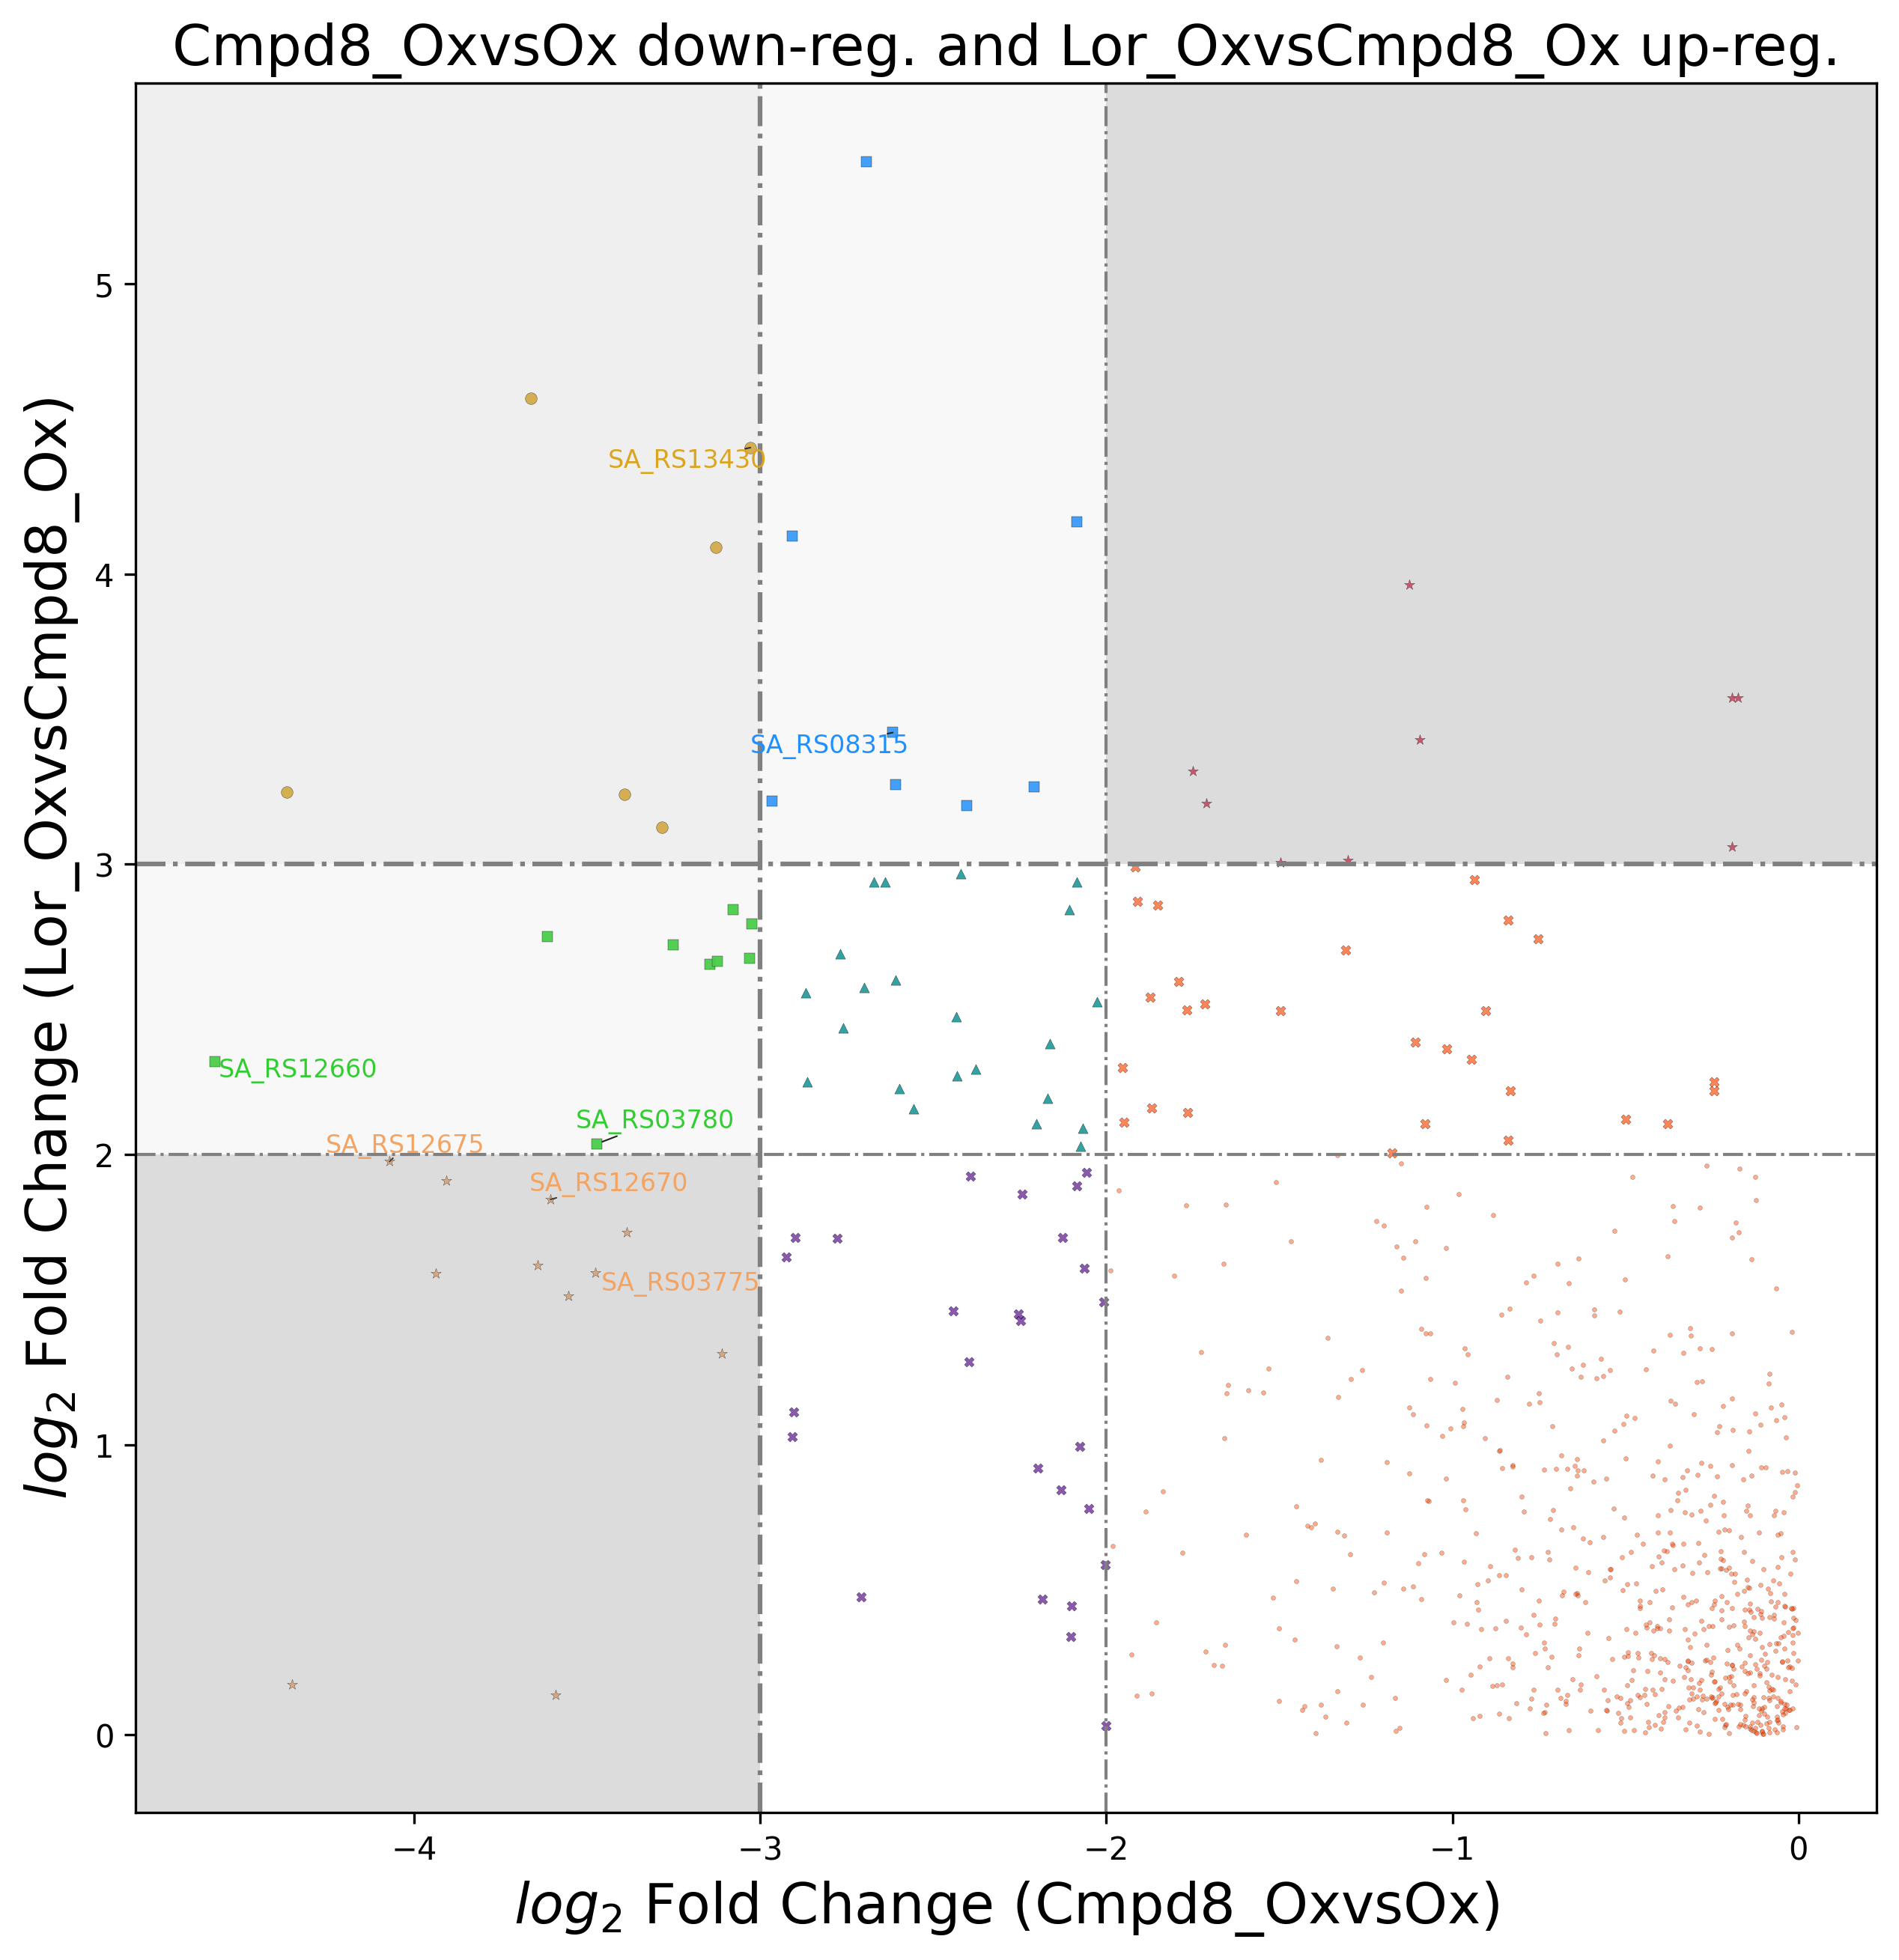 Cmpd8_OxvsOx down-reg. and Lor_OxvsCmpd8_Ox up-reg.
log2 Fold Change (Lor_OxvsCmpd8_Ox)
5
4
3
2
1
0
SA_RS13430
SA_RS08315
SA_RS12660
SA_RS03780
SA_RS12675
SA_RS12670
SA_RS03775
−4
−3
−2
−1
0
log2 Fold Change (Cmpd8_OxvsOx)